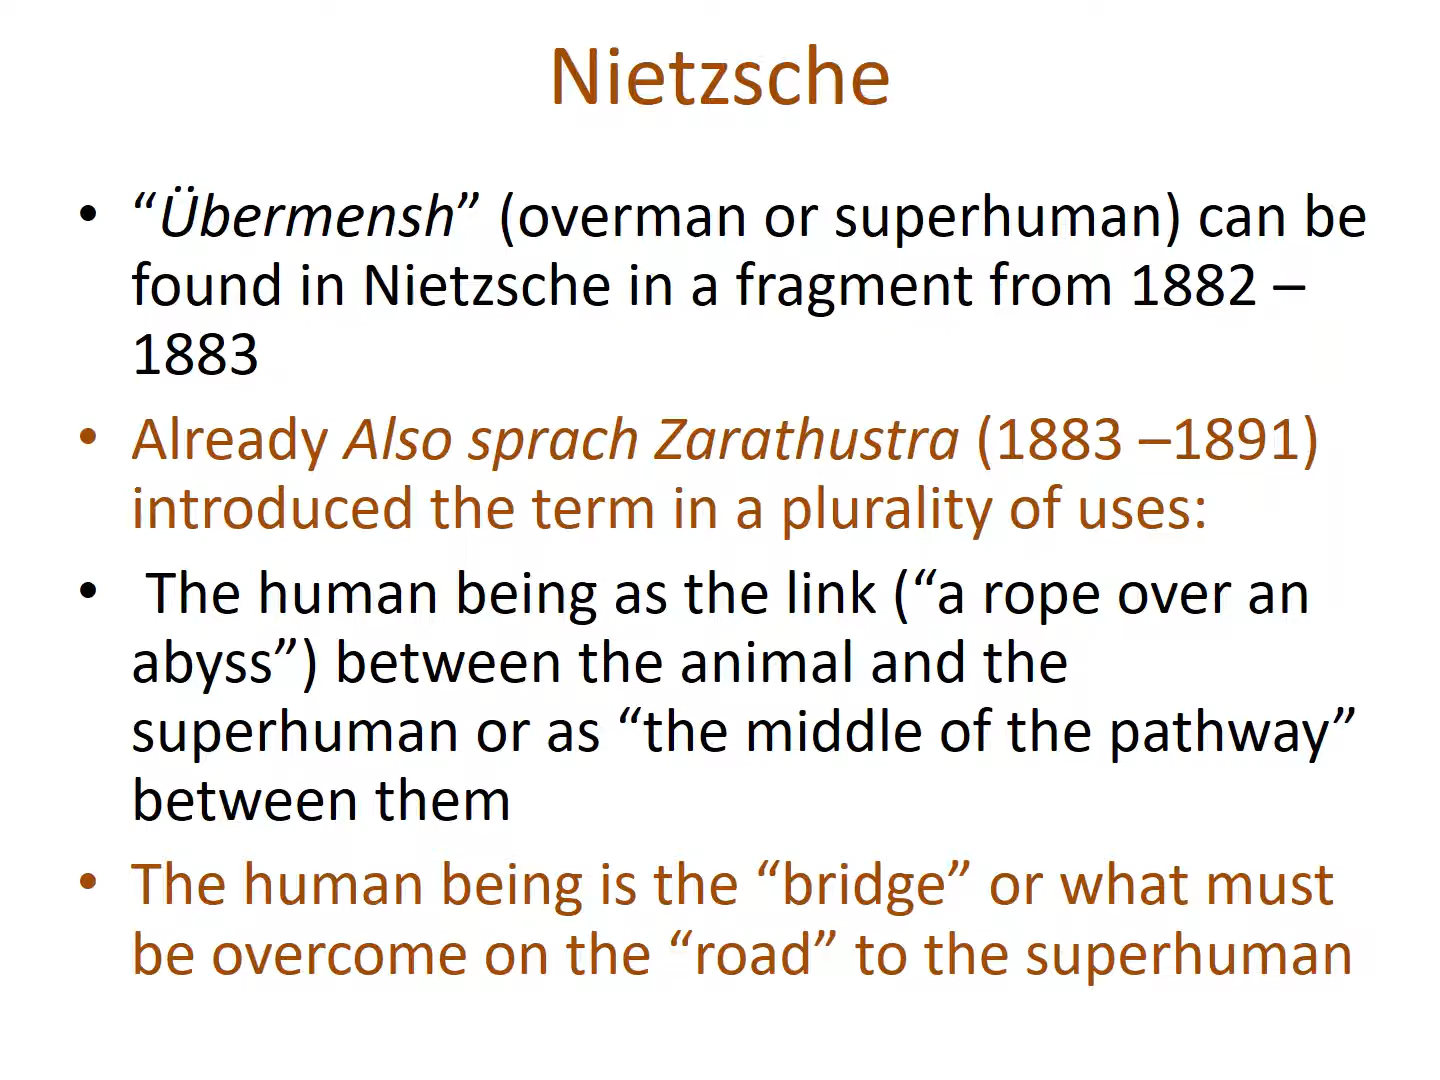 Nietzsche
• “Übermensh” (overman or superhuman) can be
found in Nietzsche in a fragment from 1882 –
1883
• Already Also sprach Zarathustra (1883 –1891)
introduced the term in a plurality of uses:
• The human being as the link (“a rope over an
abyss”) between the animal and the
superhuman or as “the middle of the pathway”
between them
• The human being is the “bridge” or what must
be overcome on the “road” to the superhuman